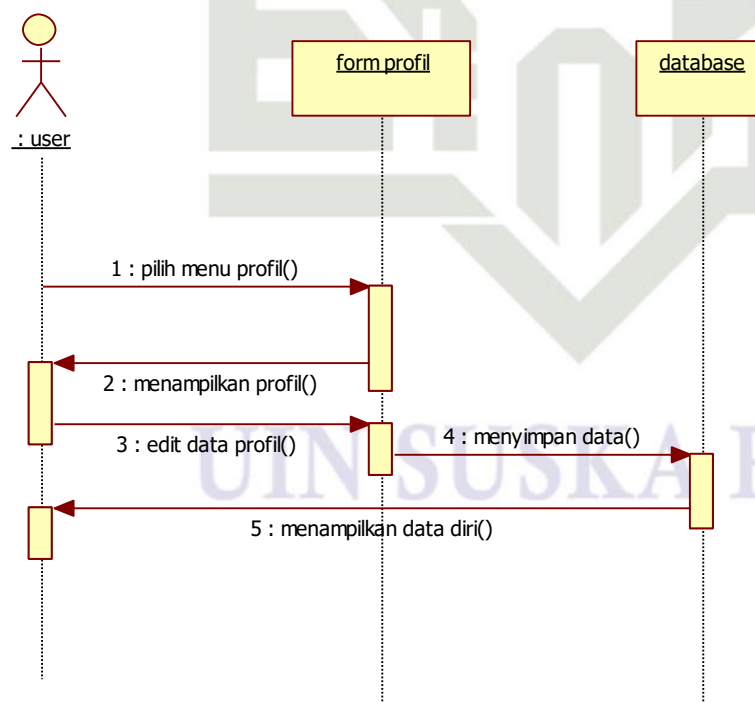 form profil
database
: user
1 : pilih menu profil()
2 : menampilkan profil()
3 : edit data profil()
4 : menyimpan data()
UIN SUSKA R
5 : menampilkan data diri()